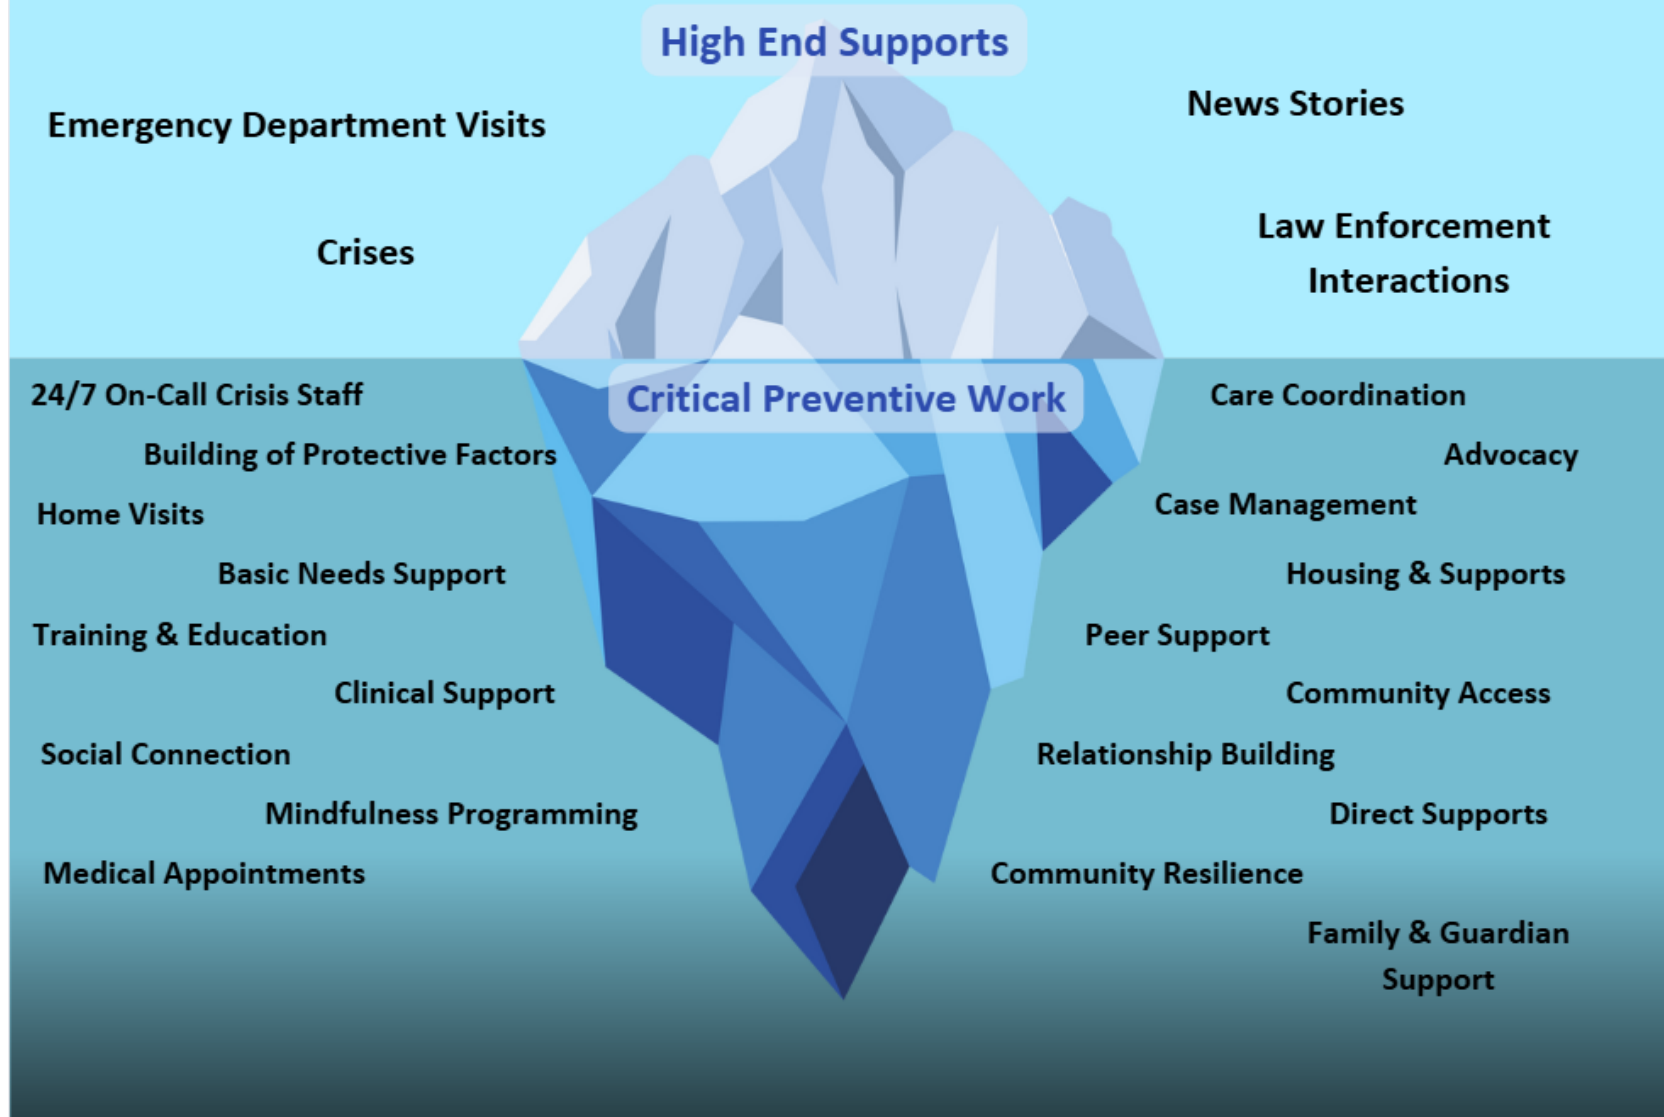 High End Supports
Emergency Department Visits
News Stories
Crises
Law Enforcement
Interactions
Critical Preventive Work
24/7 On-Call Crisis Staff
Building of Protective Factors
Home Visits
Basic Needs Support
Training & Education
Clinical Support
Social Connection
Mindfulness Programming
Medical Appointments
Care Coordination
Advocacy
Case Management
Housing & Supports
Peer Support
Community Access
Relationship Building
Direct Supports
Community Resilience
Family & Guardian
Support